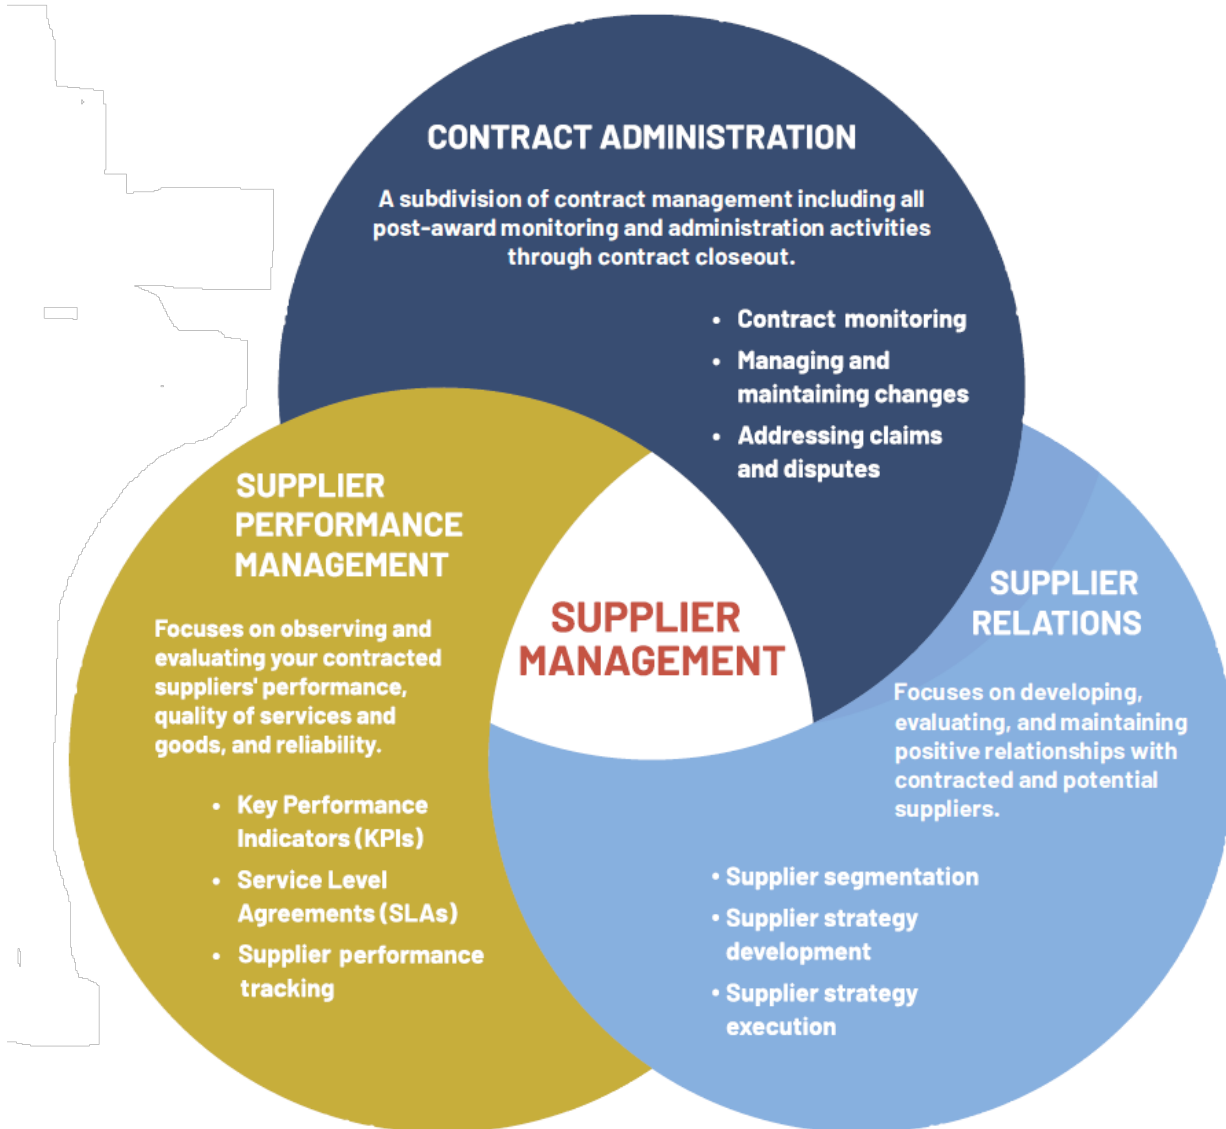 CONTRACT ADMINISTRATION
A subdivision of contract management including all
post-award monitoring and administration activities
through contract closeout.
• Contract monitoring
• Managing and
maintaining changes
• Addressing claims
and disputes
SUPPLIER
PERFORMANCE
MANAGEMENT
Focuses on observing and
evaluating your contracted
suppliers' performance,
quality of services and
goods, and reliability.
• Key Performance
Indicators (KPIs)
• Service Level
Agreements (SLAs)
• Supplier performance
tracking
SUPPLIER
MANAGEMENT
SUPPLIER
RELATIONS
Focuses on developing,
evaluating, and maintaining
positive relationships with
contracted and potential
suppliers.
• Supplier segmentation
• Supplier strategy
development
• Supplier strategy
execution